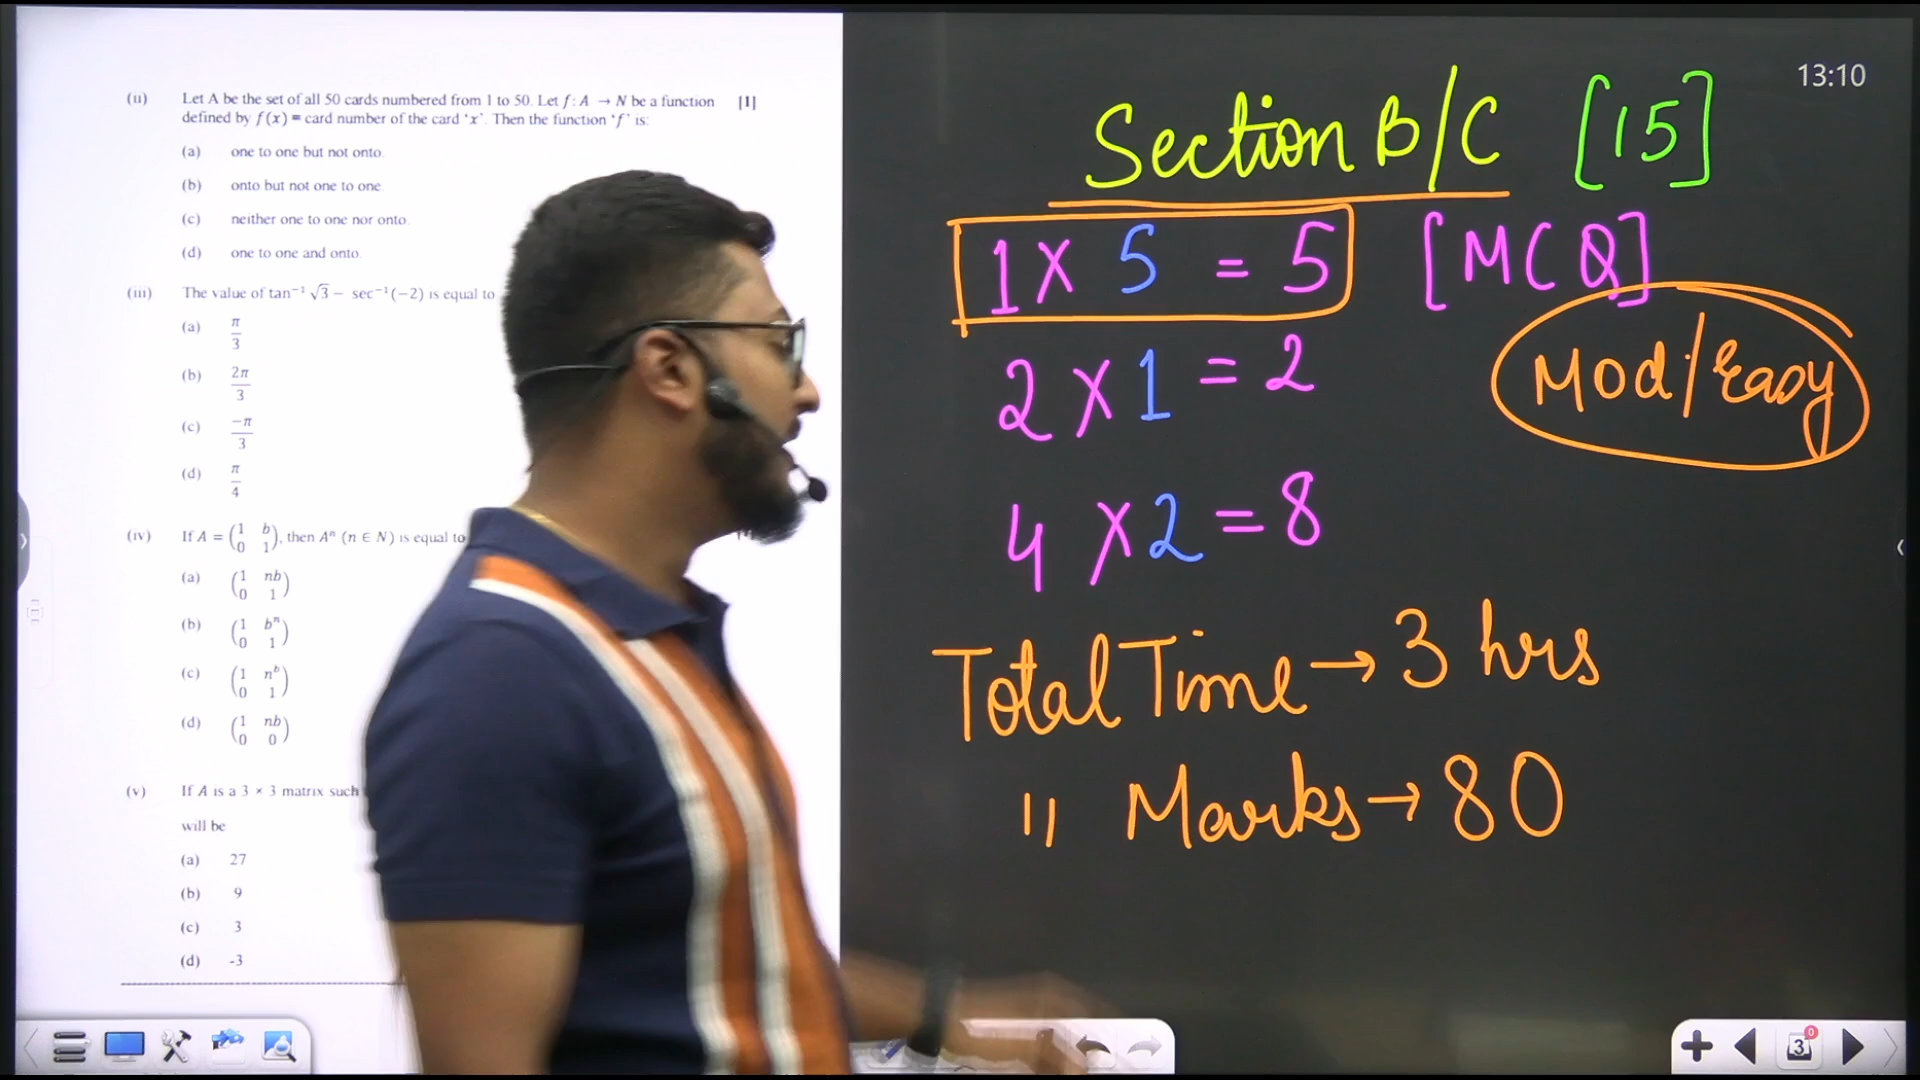 (ii) Let A be the set of all 50 cards numbered from 1 to 50. Let f: A → N be a function [1]
defined by f(x) = card number of the card ‘x’. Then the function ‘f’ is:
(a) one to one but not onto.
(b) onto but not one to one.
(c) neither one to one nor onto.
(d) one to one and onto.
(iii) The value of tan⁻¹ √3 − sec⁻¹(−2) is equal to
(a) π/3
(b) 2π/3
(c) −π/3
(d) π/4
(iv) If A = (1 b
0 1), then Aⁿ (n ∈ N) is equal to
(a) (1 nb
0 1)
(b) (1 bⁿ
0 1)
(c) (1 nᵇ
0 1)
(d) (1 nb
0 0)
(v) If A is a 3 × 3 matrix such
will be
(a) 27
(b) 9
(c) 3
(d) -3
13:10
Section B/C [15]
1 X 5 = 5 [MCQ]
Mod/Easy
2 X 1 = 2
4 X 2 = 8
Total Time → 3 hrs
" Marks → 80
0
3